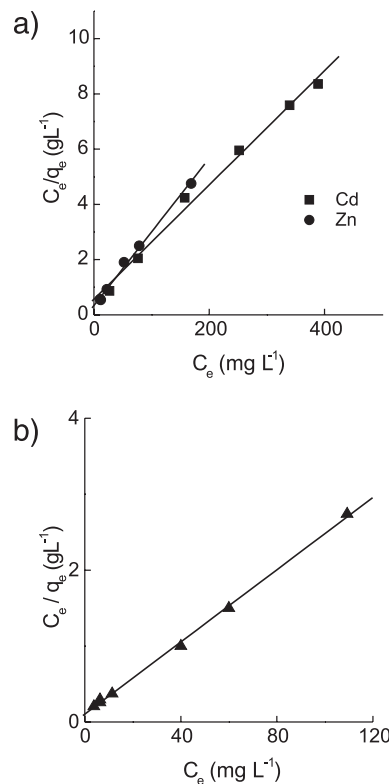 a)
10
8
6
4
2
0
C_e/q_e (gL⁻¹)
Cd
Zn
0 200 400
C_e (mg L⁻¹)
b)
4
2
0
C_e / q_e (gL⁻¹)
0 40 80 120
C_e (mg L⁻¹)